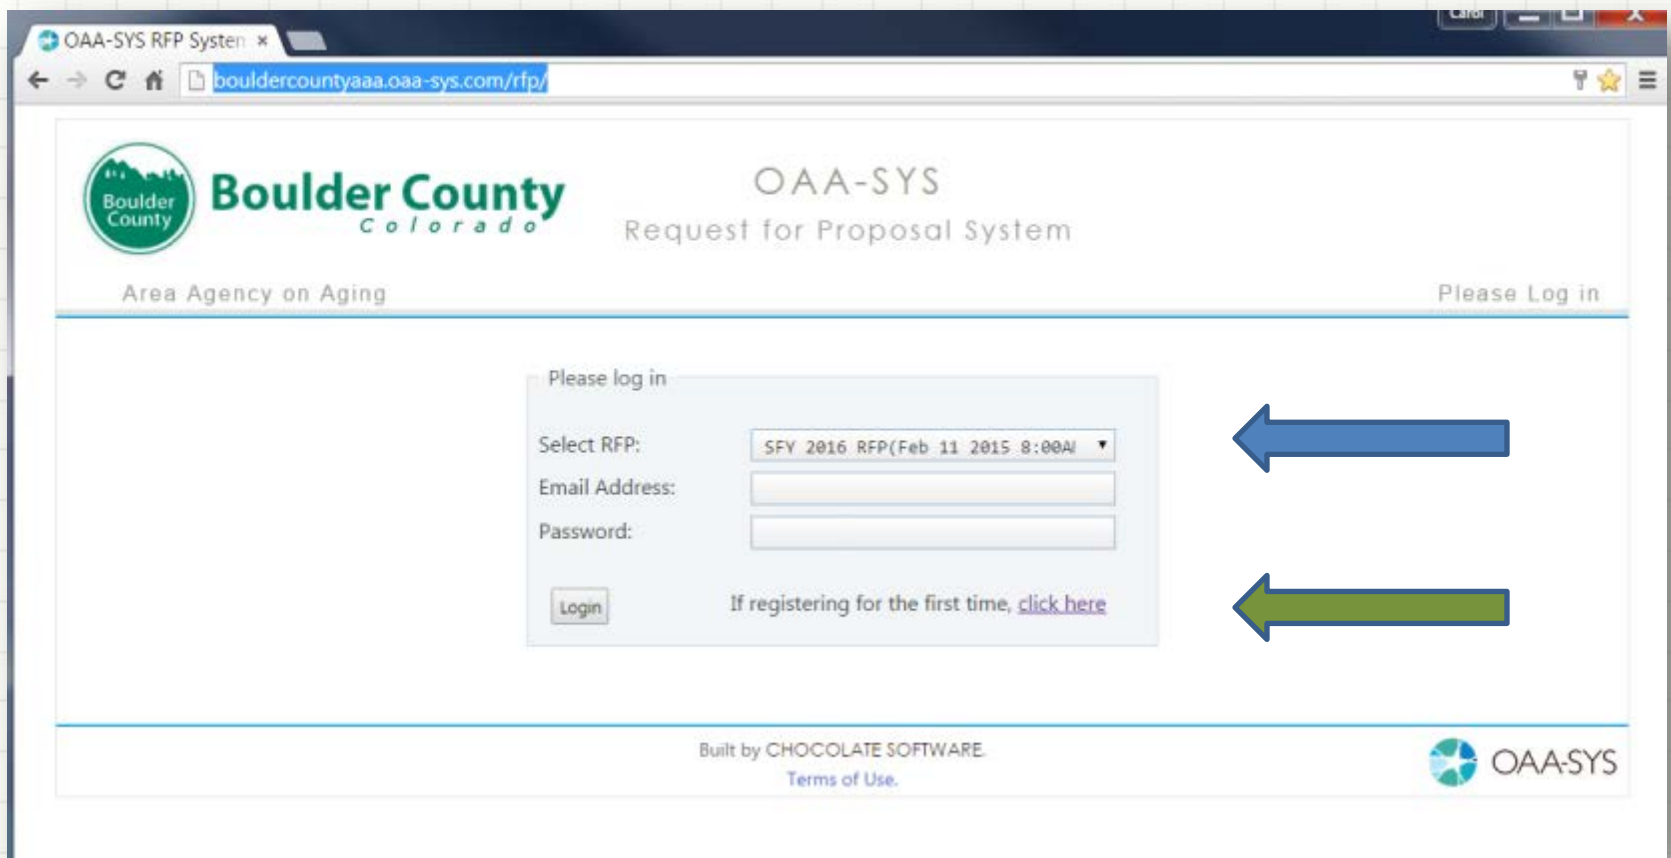 Carol
OAA-SYS RFP System
bouldercountyaaa.oaa-sys.com/rfp/
Boulder
County
Boulder County
Colorado
OAA-SYS
Request for Proposal System
Area Agency on Aging
Please Log in
Please log in
Select RFP:
SFY 2016 RFP(Feb 11 2015 8:00A
Email Address:
Password:
Login
If registering for the first time, click here
Built by CHOCOLATE SOFTWARE.
Terms of Use.
OAA-SYS